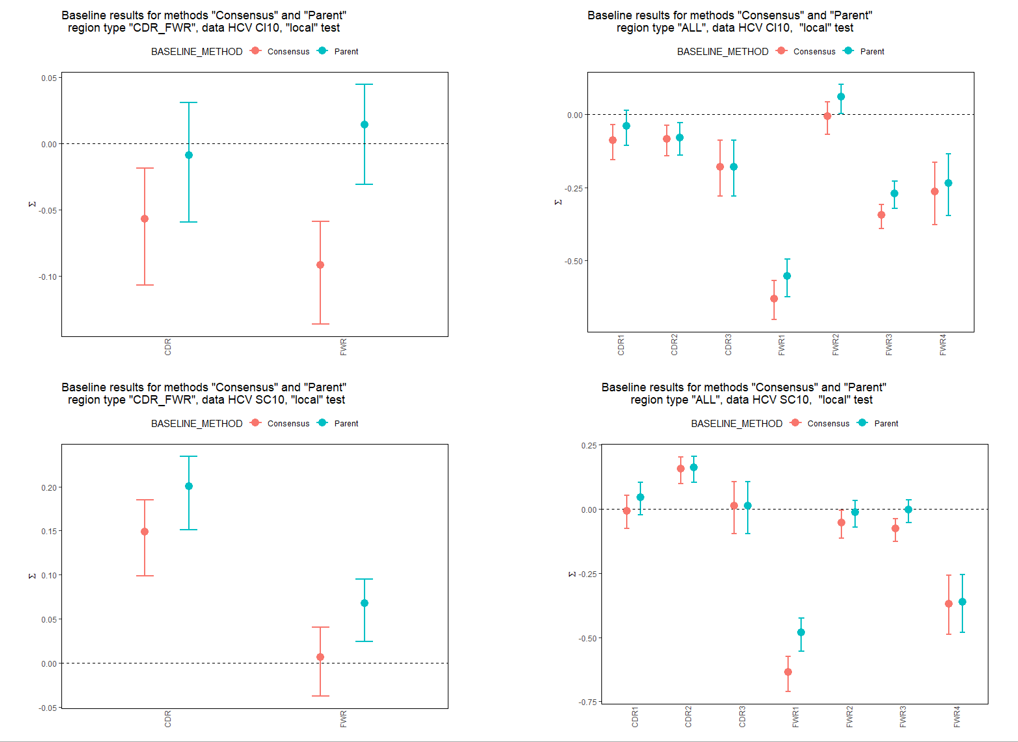 Baseline results for methods "Consensus" and "Parent"
region type "CDR_FWR", data HCV CI10, "local" test
BASELINE_METHOD Consensus Parent
0.05
0.00
-0.05
-0.10
Σ
CDR
FWR
Baseline results for methods "Consensus" and "Parent"
region type "ALL", data HCV CI10, "local" test
BASELINE_METHOD Consensus Parent
0.00
-0.25
-0.50
Σ
CDR1
CDR2
CDR3
FWR1
FWR2
FWR3
FWR4
Baseline results for methods "Consensus" and "Parent"
region type "CDR_FWR", data HCV SC10, "local" test
BASELINE_METHOD Consensus Parent
0.20
0.15
0.10
0.05
0.00
-0.05
Σ
CDR
FWR
Baseline results for methods "Consensus" and "Parent"
region type "ALL", data HCV SC10, "local" test
BASELINE_METHOD Consensus Parent
0.25
0.00
-0.25
-0.50
-0.75
Σ
CDR1
CDR2
CDR3
FWR1
FWR2
FWR3
FWR4